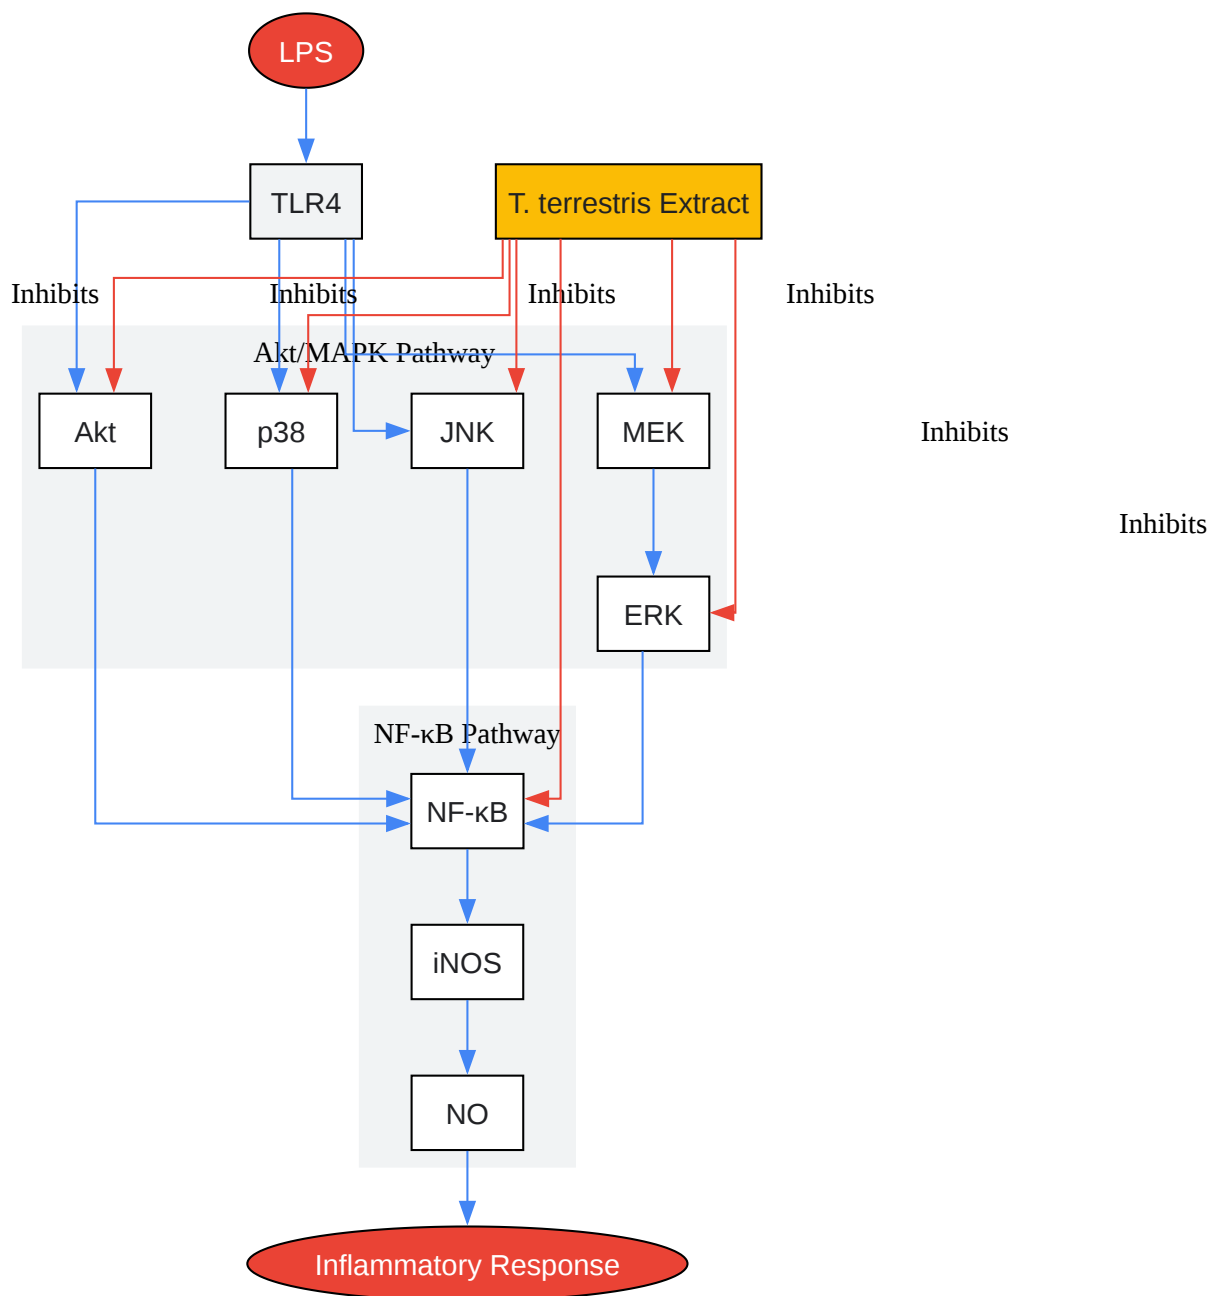 LPS
TLR4
T. terrestris Extract
Inhibits
Inhibits
Inhibits
Inhibits
Akt/MAPK Pathway
Akt
p38
JNK
MEK
Inhibits
Inhibits
ERK
NF-κB Pathway
NF-κB
iNOS
NO
Inflammatory Response